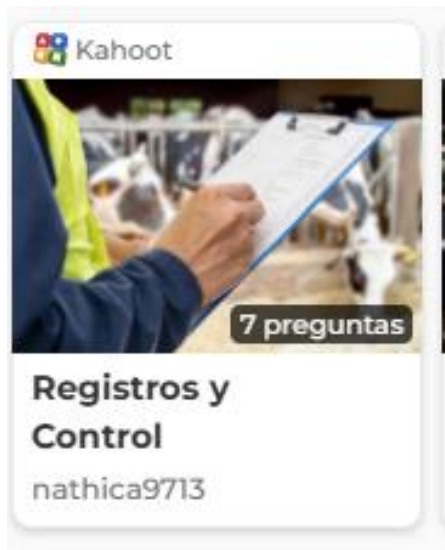 Kahoot
7 preguntas
Registros y
Control
nathica9713